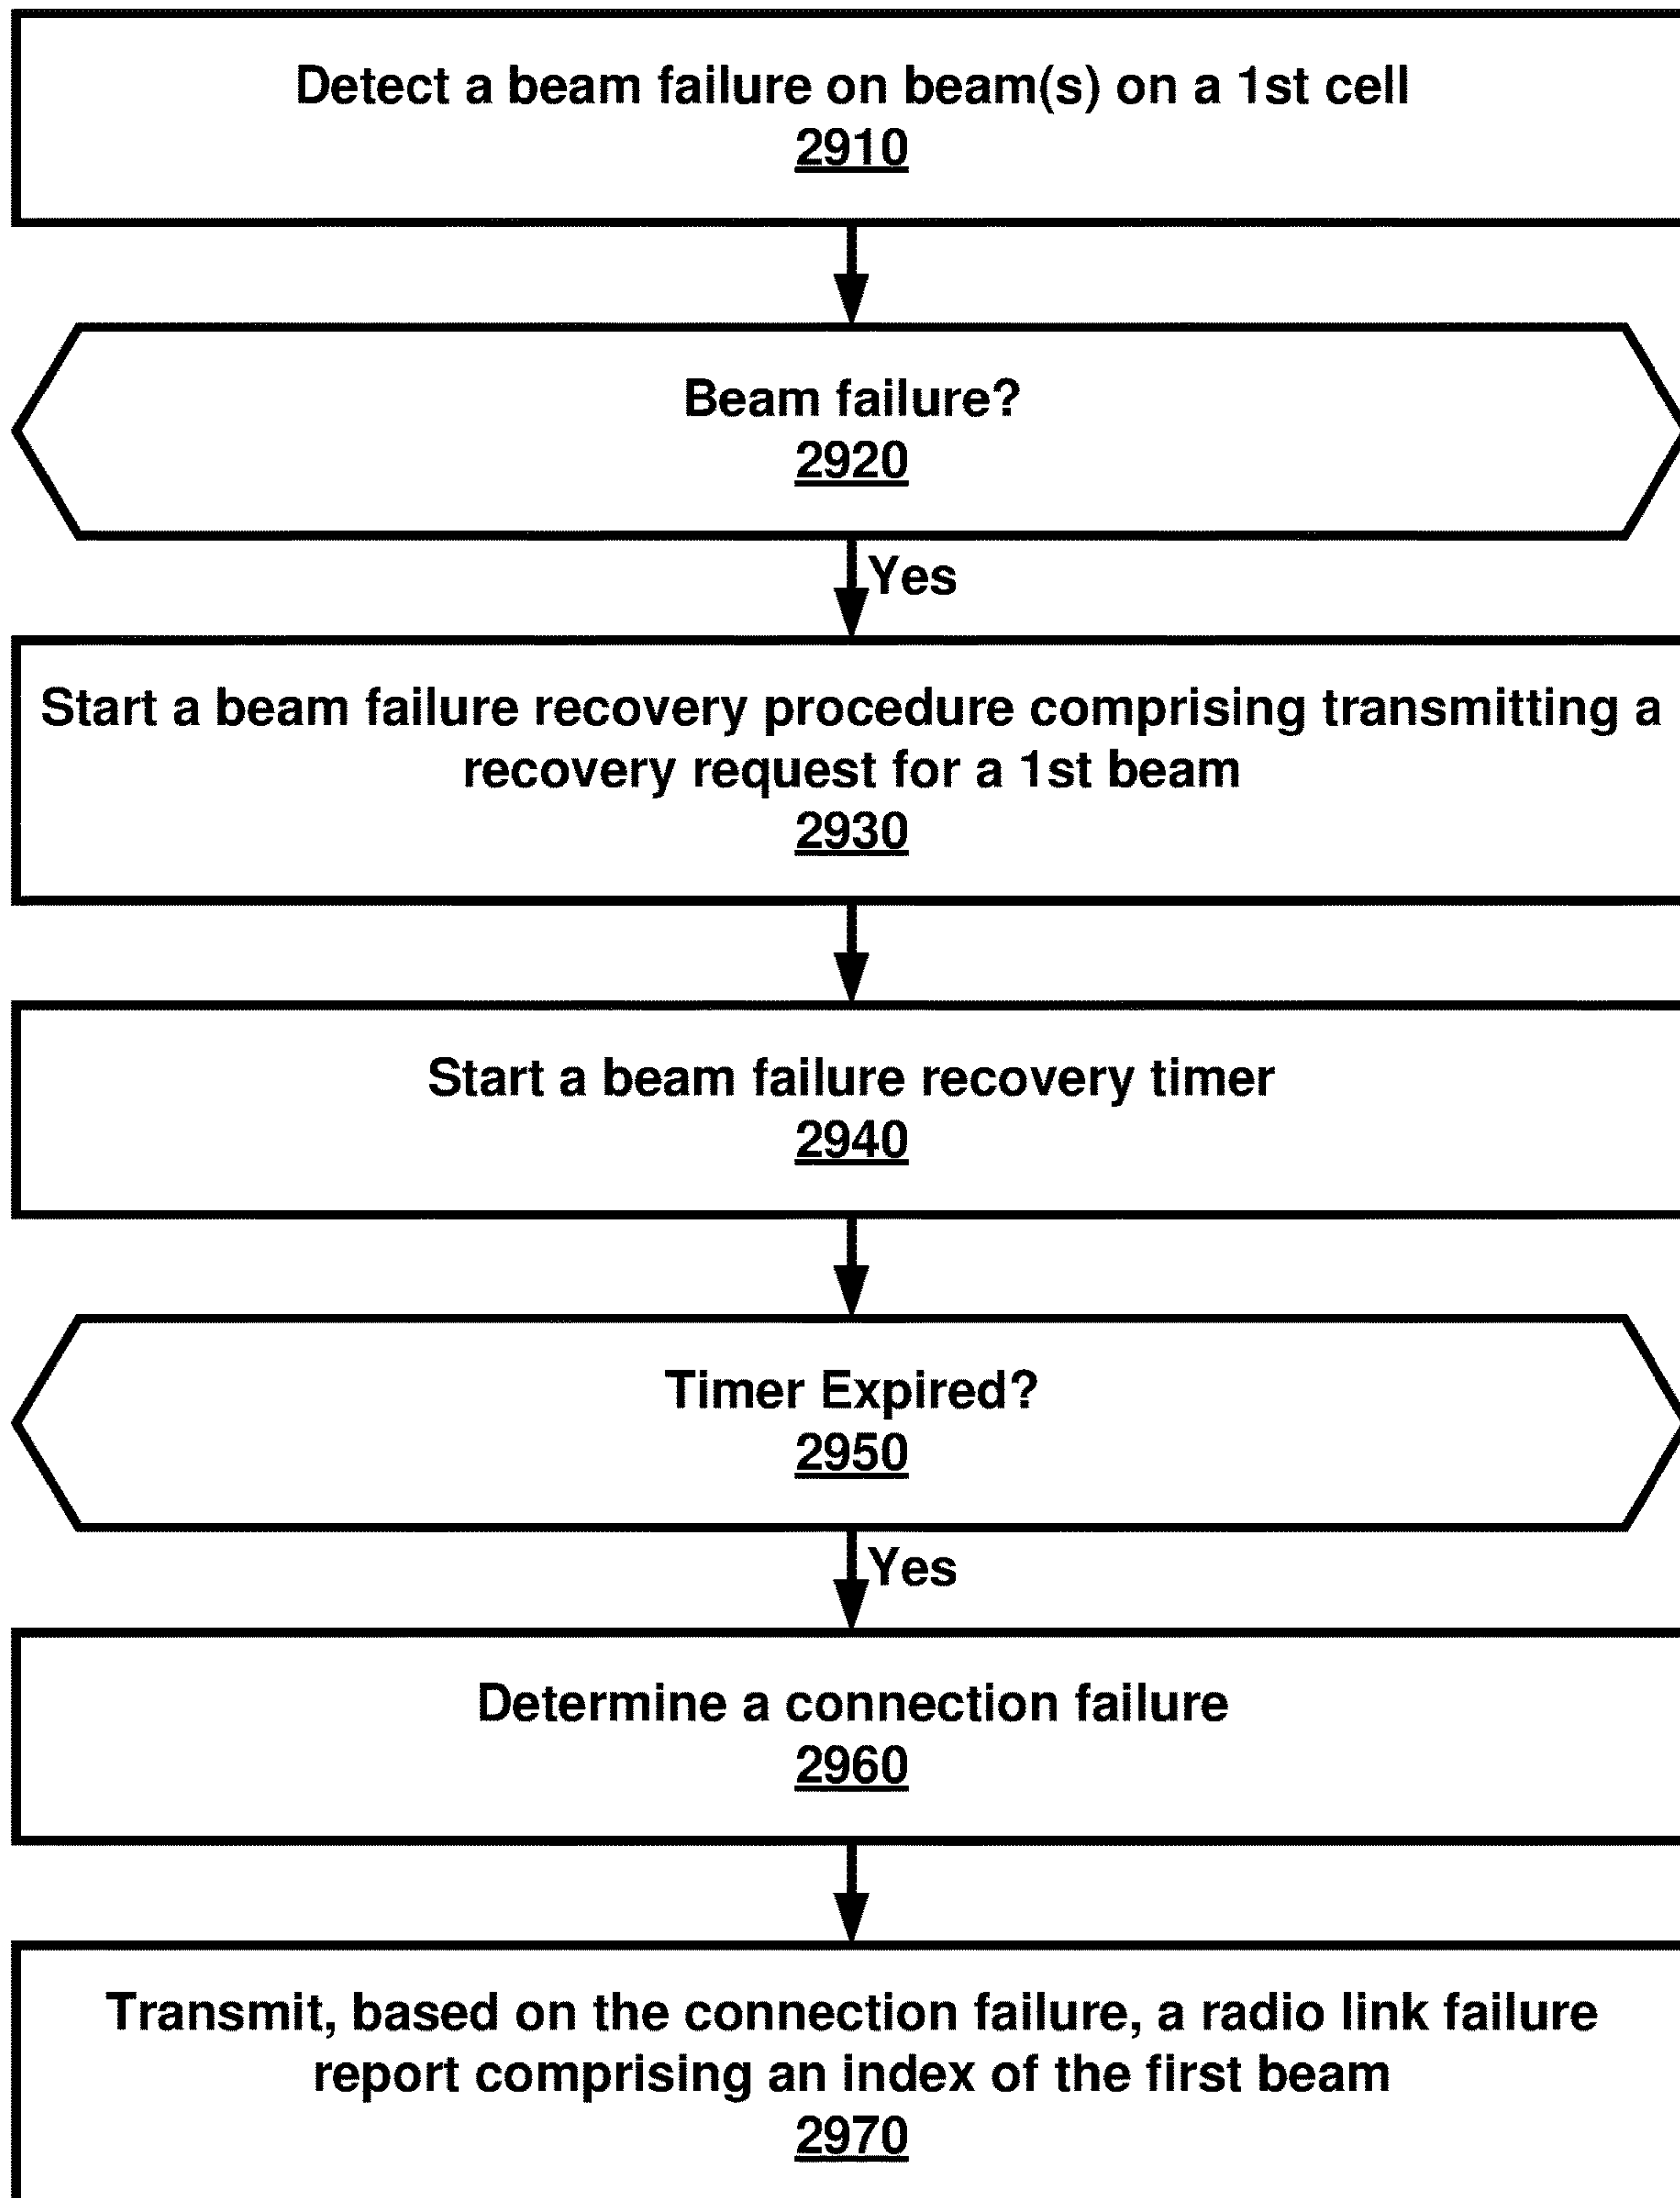 Detect a beam failure on beam(s) on a 1st cell
2910
Beam failure?
2920
Yes
Start a beam failure recovery procedure comprising transmitting a
recovery request for a 1st beam
2930
Start a beam failure recovery timer
2940
Timer Expired?
2950
Yes
Determine a connection failure
2960
Transmit, based on the connection failure, a radio link failure
report comprising an index of the first beam
2970